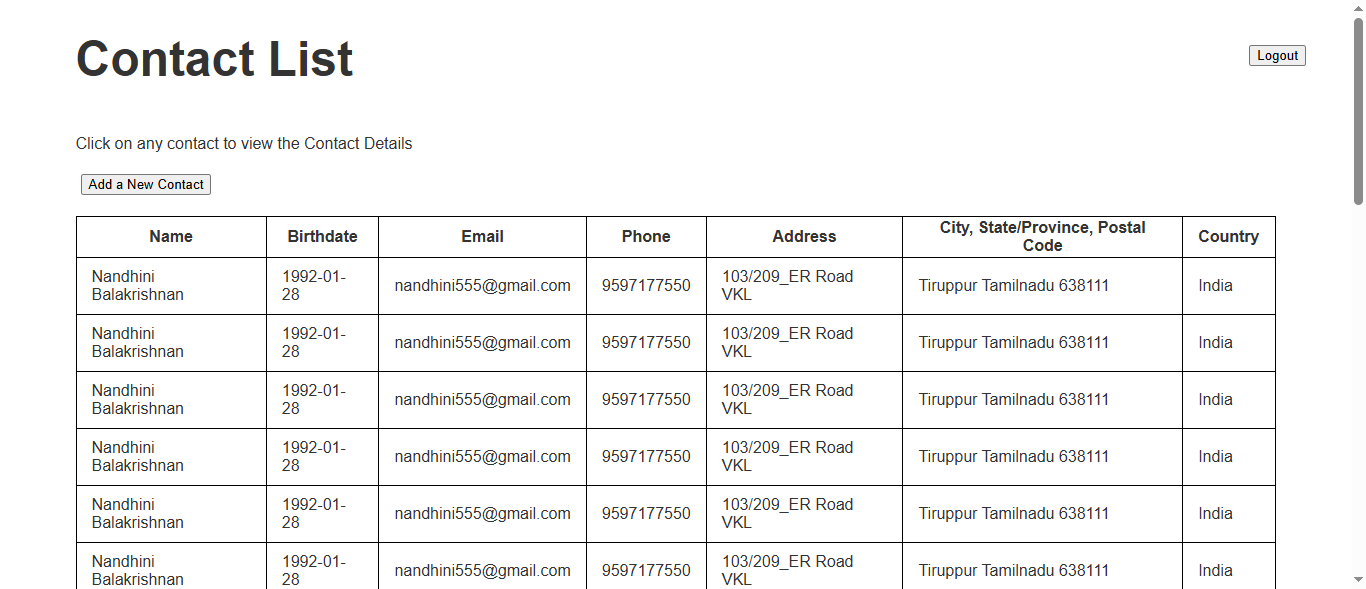 Contact List
Logout
Click on any contact to view the Contact Details
Add a New Contact
Name Birthdate Email Phone Address City, State/Province, Postal Code Country
Nandhini Balakrishnan 1992-01-28 nandhini555@gmail.com 9597177550 103/209_ER Road VKL Tiruppur Tamilnadu 638111 India
Nandhini Balakrishnan 1992-01-28 nandhini555@gmail.com 9597177550 103/209_ER Road VKL Tiruppur Tamilnadu 638111 India
Nandhini Balakrishnan 1992-01-28 nandhini555@gmail.com 9597177550 103/209_ER Road VKL Tiruppur Tamilnadu 638111 India
Nandhini Balakrishnan 1992-01-28 nandhini555@gmail.com 9597177550 103/209_ER Road VKL Tiruppur Tamilnadu 638111 India
Nandhini Balakrishnan 1992-01-28 nandhini555@gmail.com 9597177550 103/209_ER Road VKL Tiruppur Tamilnadu 638111 India
Nandhini Balakrishnan 1992-01-28 nandhini555@gmail.com 9597177550 103/209_ER Road VKL Tiruppur Tamilnadu 638111 India